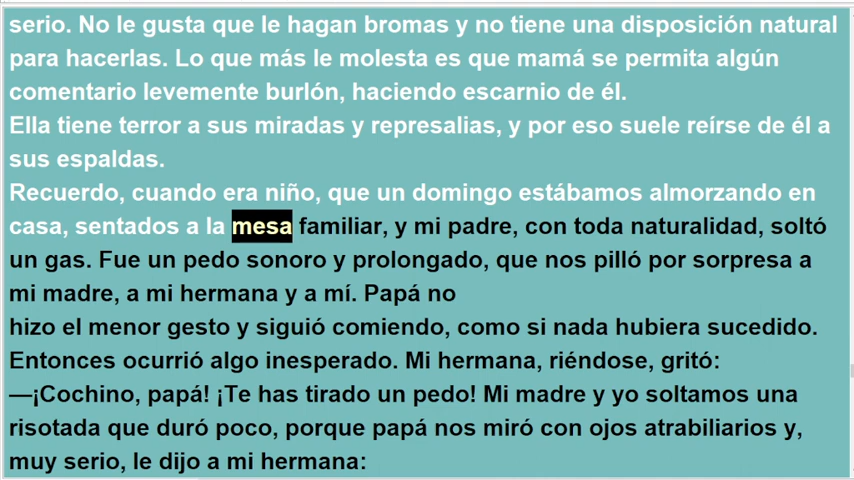 serio. No le gusta que le hagan bromas y no tiene una disposición natural
para hacerlas. Lo que más le molesta es que mamá se permita algún
comentario levemente burlón, haciendo escarnio de él.
Ella tiene terror a sus miradas y represalias, y por eso suele reírse de él a
sus espaldas.
Recuerdo, cuando era niño, que un domingo estábamos almorzando en
casa, sentados a la mesa familiar, y mi padre, con toda naturalidad, soltó
un gas. Fue un pedo sonoro y prolongado, que nos pilló por sorpresa a
mi madre, a mi hermana y a mí. Papá no
hizo el menor gesto y siguió comiendo, como si nada hubiera sucedido.
Entonces ocurrió algo inesperado. Mi hermana, riéndose, gritó:
—¡Cochino, papá! ¡Te has tirado un pedo! Mi madre y yo soltamos una
risotada que duró poco, porque papá nos miró con ojos atrabiliarios y,
muy serio, le dijo a mi hermana: